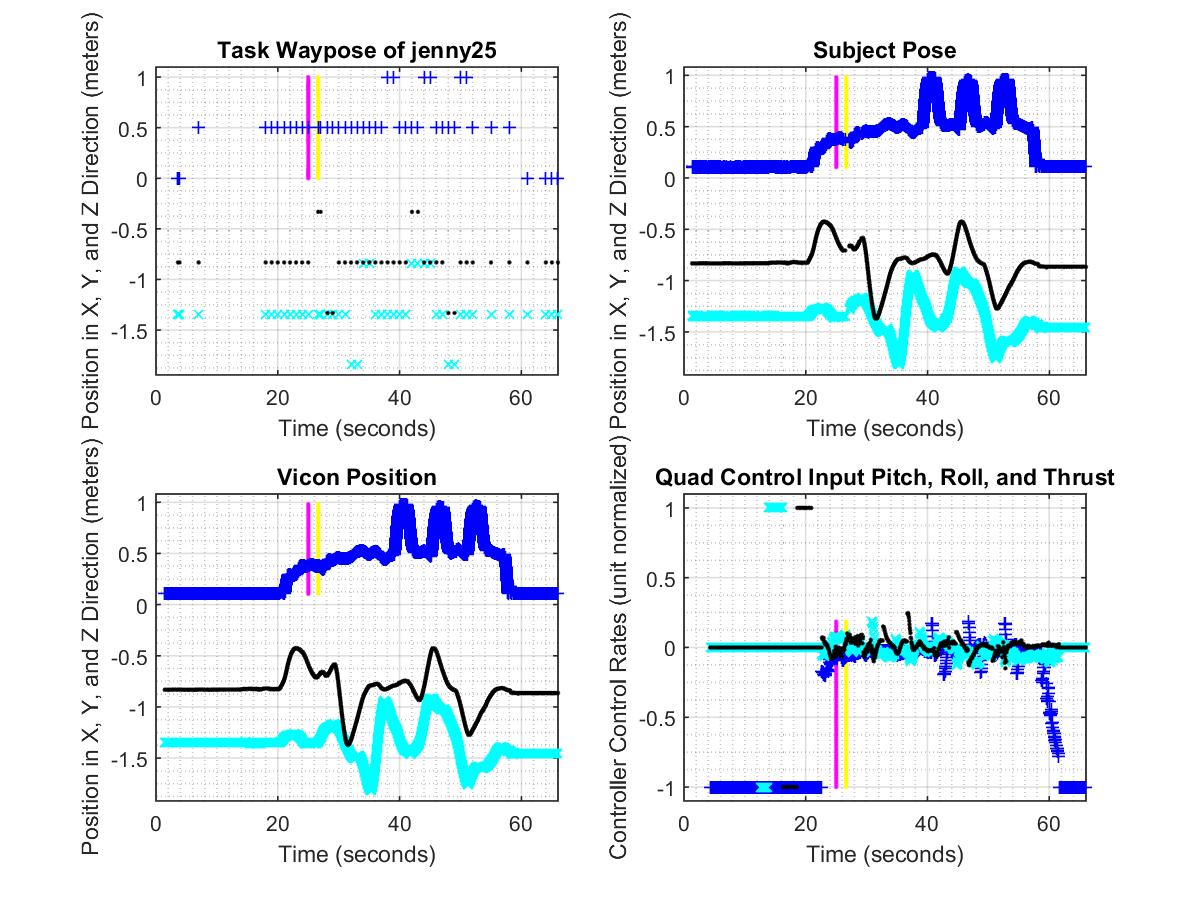 Task Waypose of jenny25
Position in X, Y, and Z Direction (meters)
1
0.5
0
-0.5
-1
-1.5
0 20 40 60
Time (seconds)
Subject Pose
Position in X, Y, and Z Direction (meters)
1
0.5
0
-0.5
-1
-1.5
0 20 40 60
Time (seconds)
Vicon Position
Position in X, Y, and Z Direction (meters)
1
0.5
0
-0.5
-1
-1.5
0 20 40 60
Time (seconds)
Quad Control Input Pitch, Roll, and Thrust
Controller Control Rates (unit normalized)
1
0.5
0
-0.5
-1
0 20 40 60
Time (seconds)